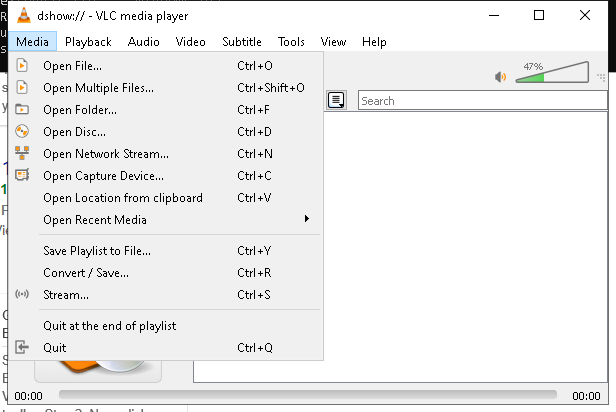 dshow:// - VLC media player
Media Playback Audio Video Subtitle Tools View Help
Open File... Ctrl+O
47%
Open Multiple Files... Ctrl+Shift+O
Open Folder... Ctrl+F
Search
Open Disc... Ctrl+D
Open Network Stream... Ctrl+N
Open Capture Device... Ctrl+C
Open Location from clipboard Ctrl+V
Open Recent Media
Save Playlist to File... Ctrl+Y
Convert / Save... Ctrl+R
Stream... Ctrl+S
Quit at the end of playlist
Quit Ctrl+Q
00:00 00:00